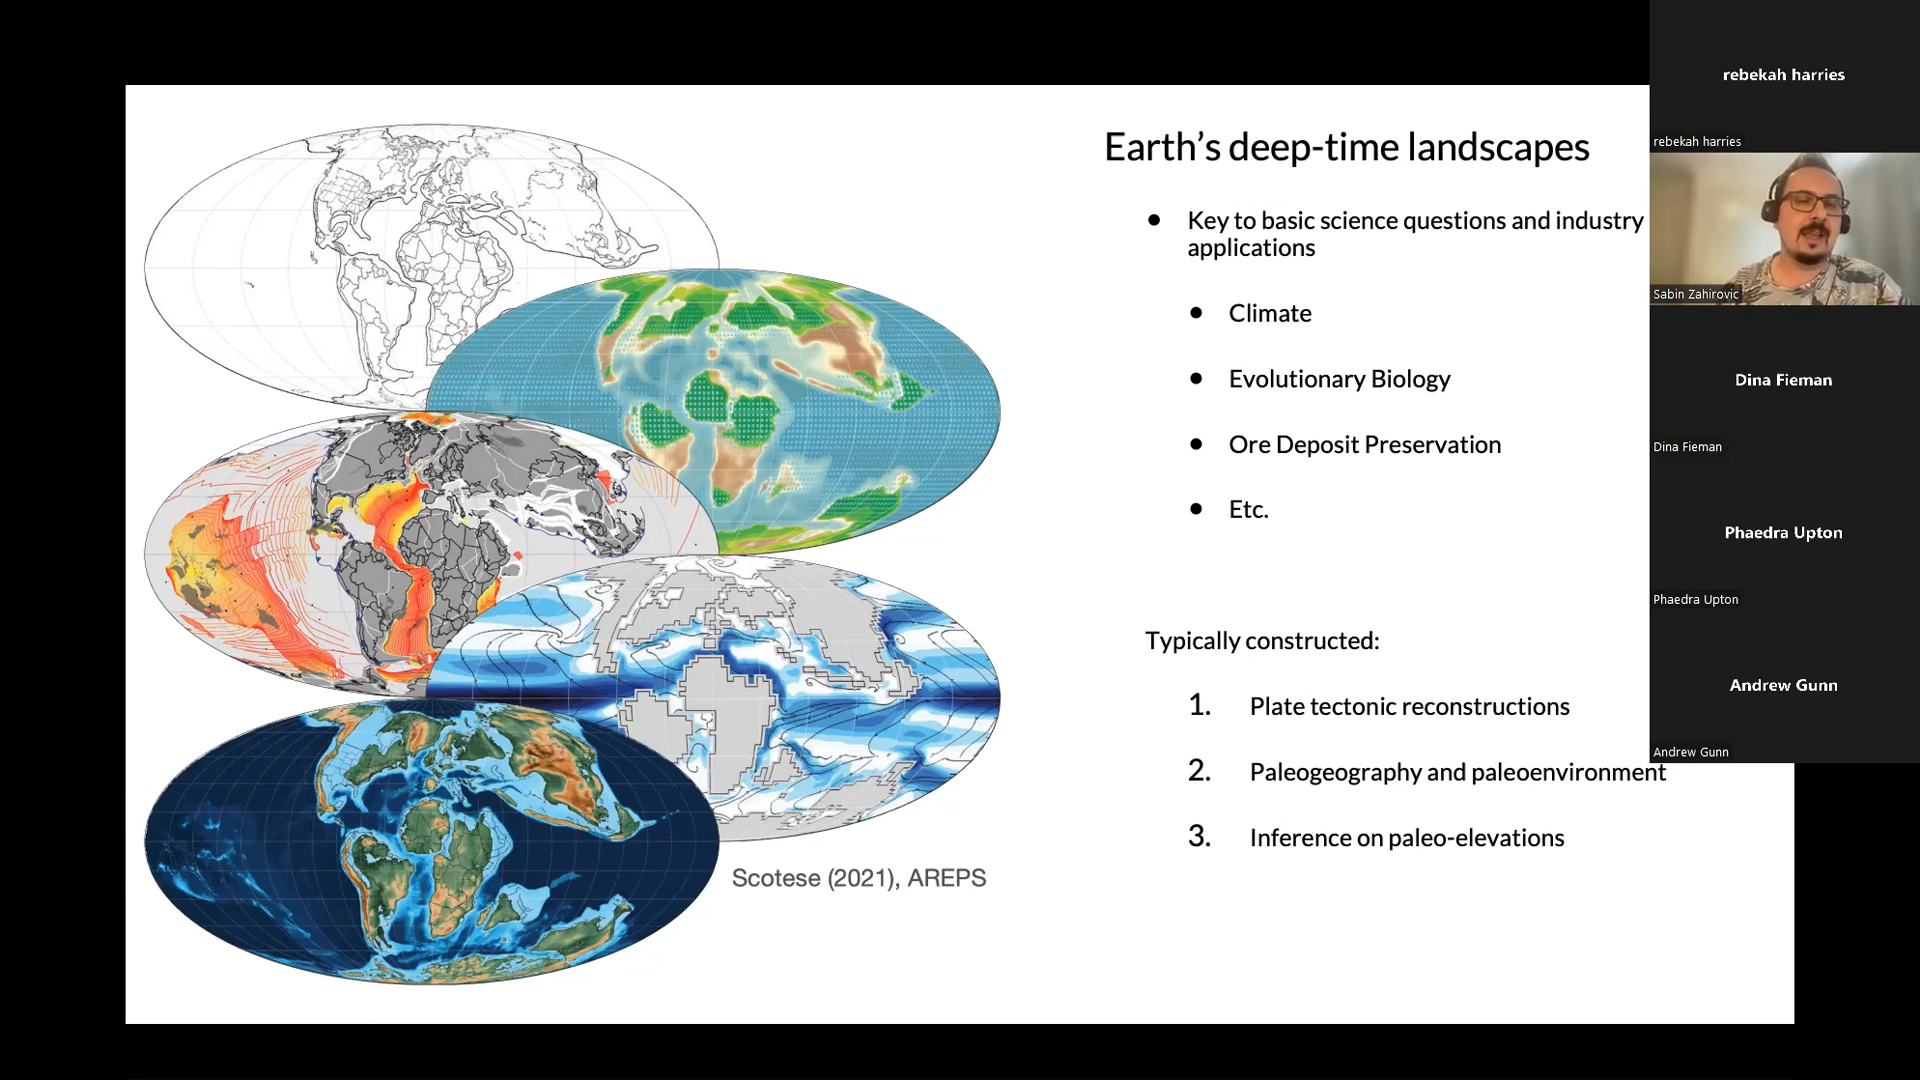 Earth’s deep-time landscapes
● Key to basic science questions and industry
applications
● Climate
● Evolutionary Biology
● Ore Deposit Preservation
● Etc.
Typically constructed:
1. Plate tectonic reconstructions
2. Paleogeography and paleoenvironment
3. Inference on paleo-elevations
Scotese (2021), AREPS
rebekah harries
rebekah harries
Sabin Zahirovic
Dina Fieman
Dina Fieman
Phaedra Upton
Phaedra Upton
Andrew Gunn
Andrew Gunn